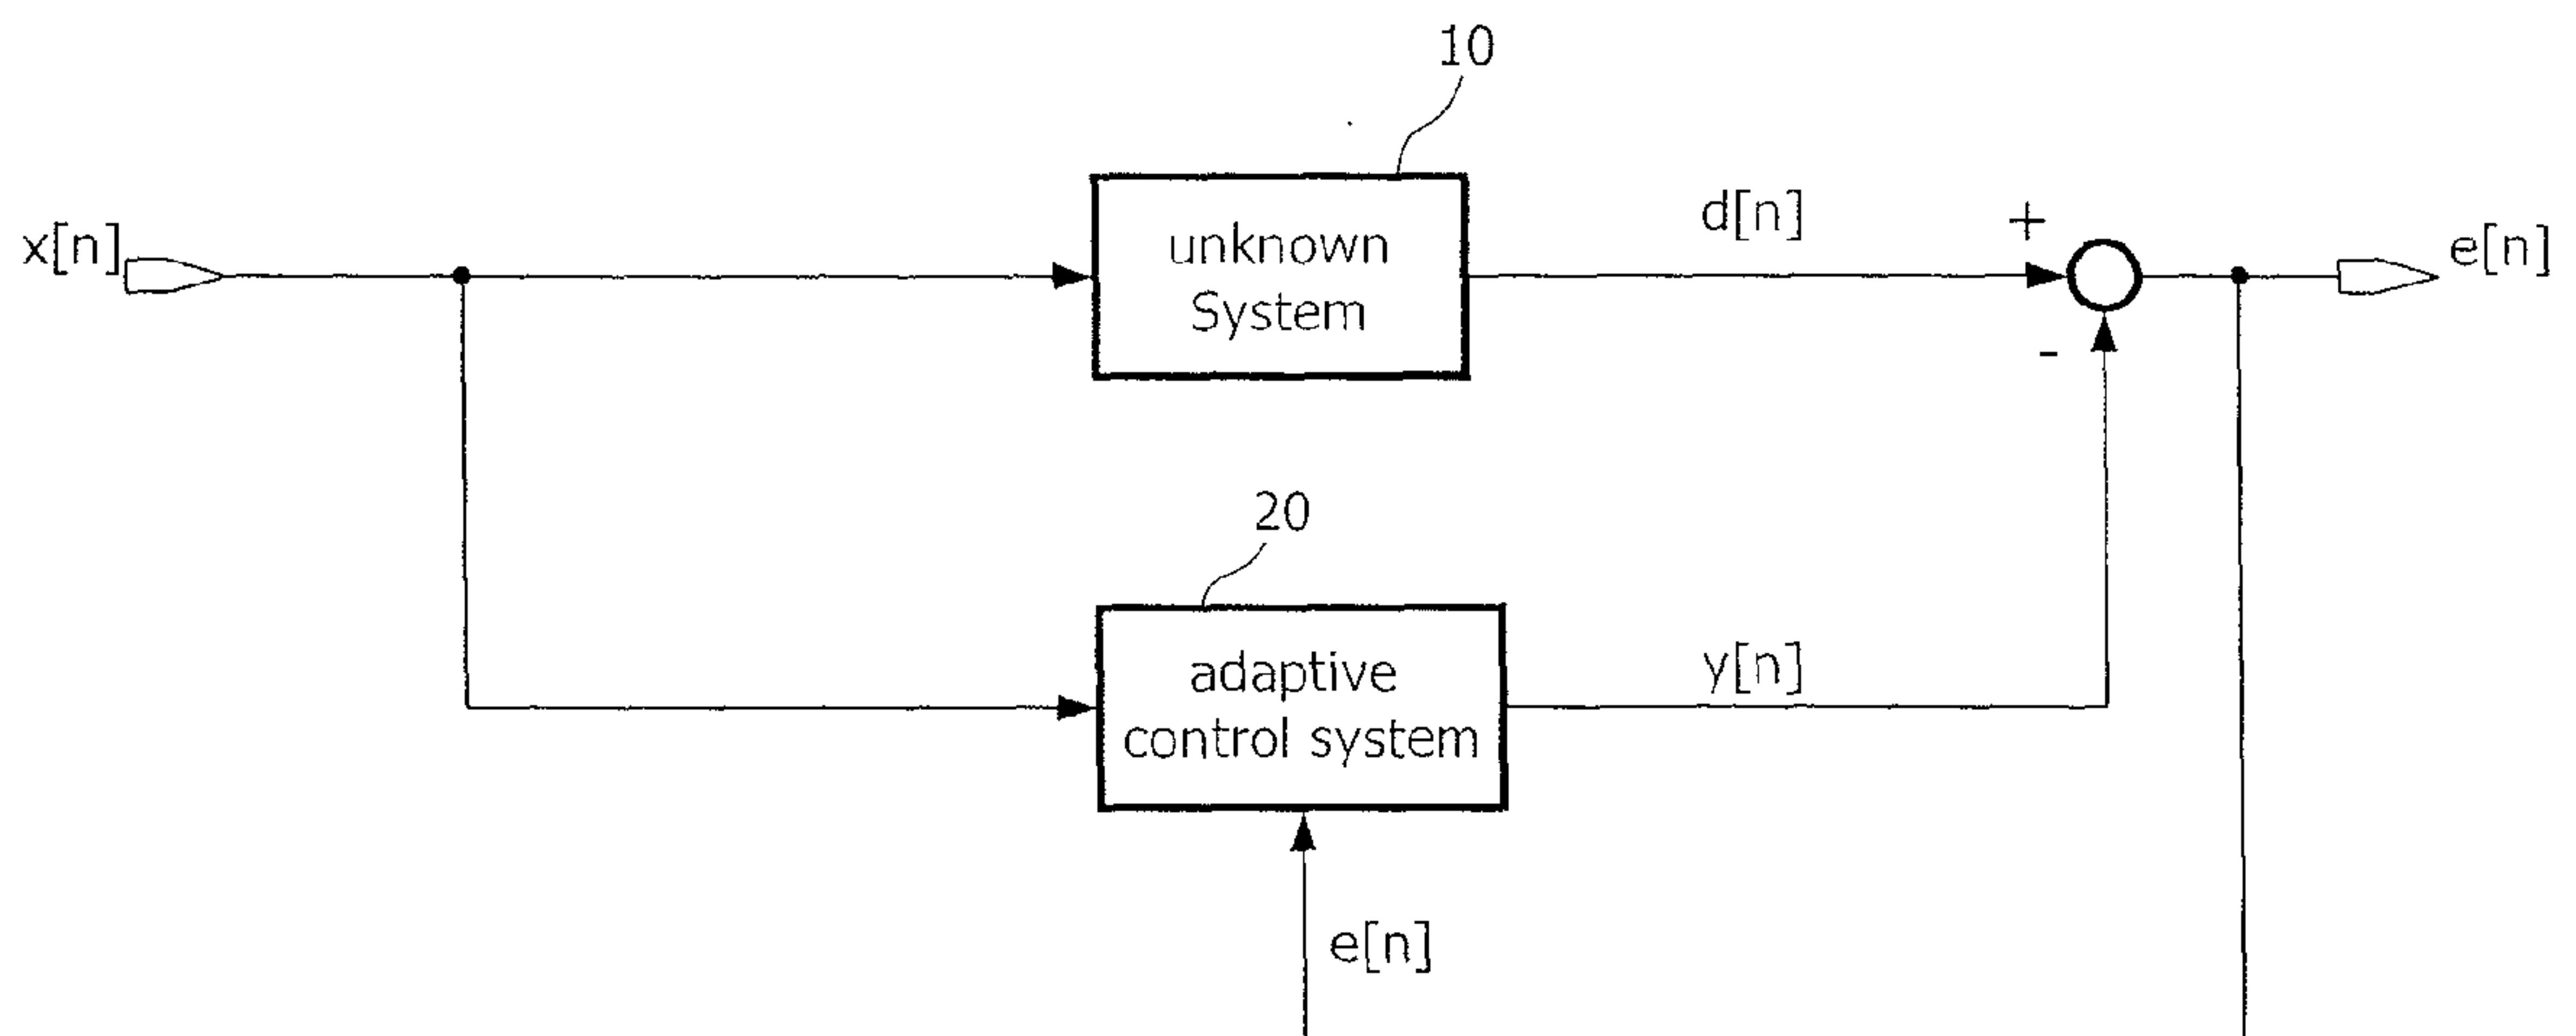 10
x[n]
unknown
System
d[n]
+
e[n]
-
20
adaptive
control system
y[n]
e[n]